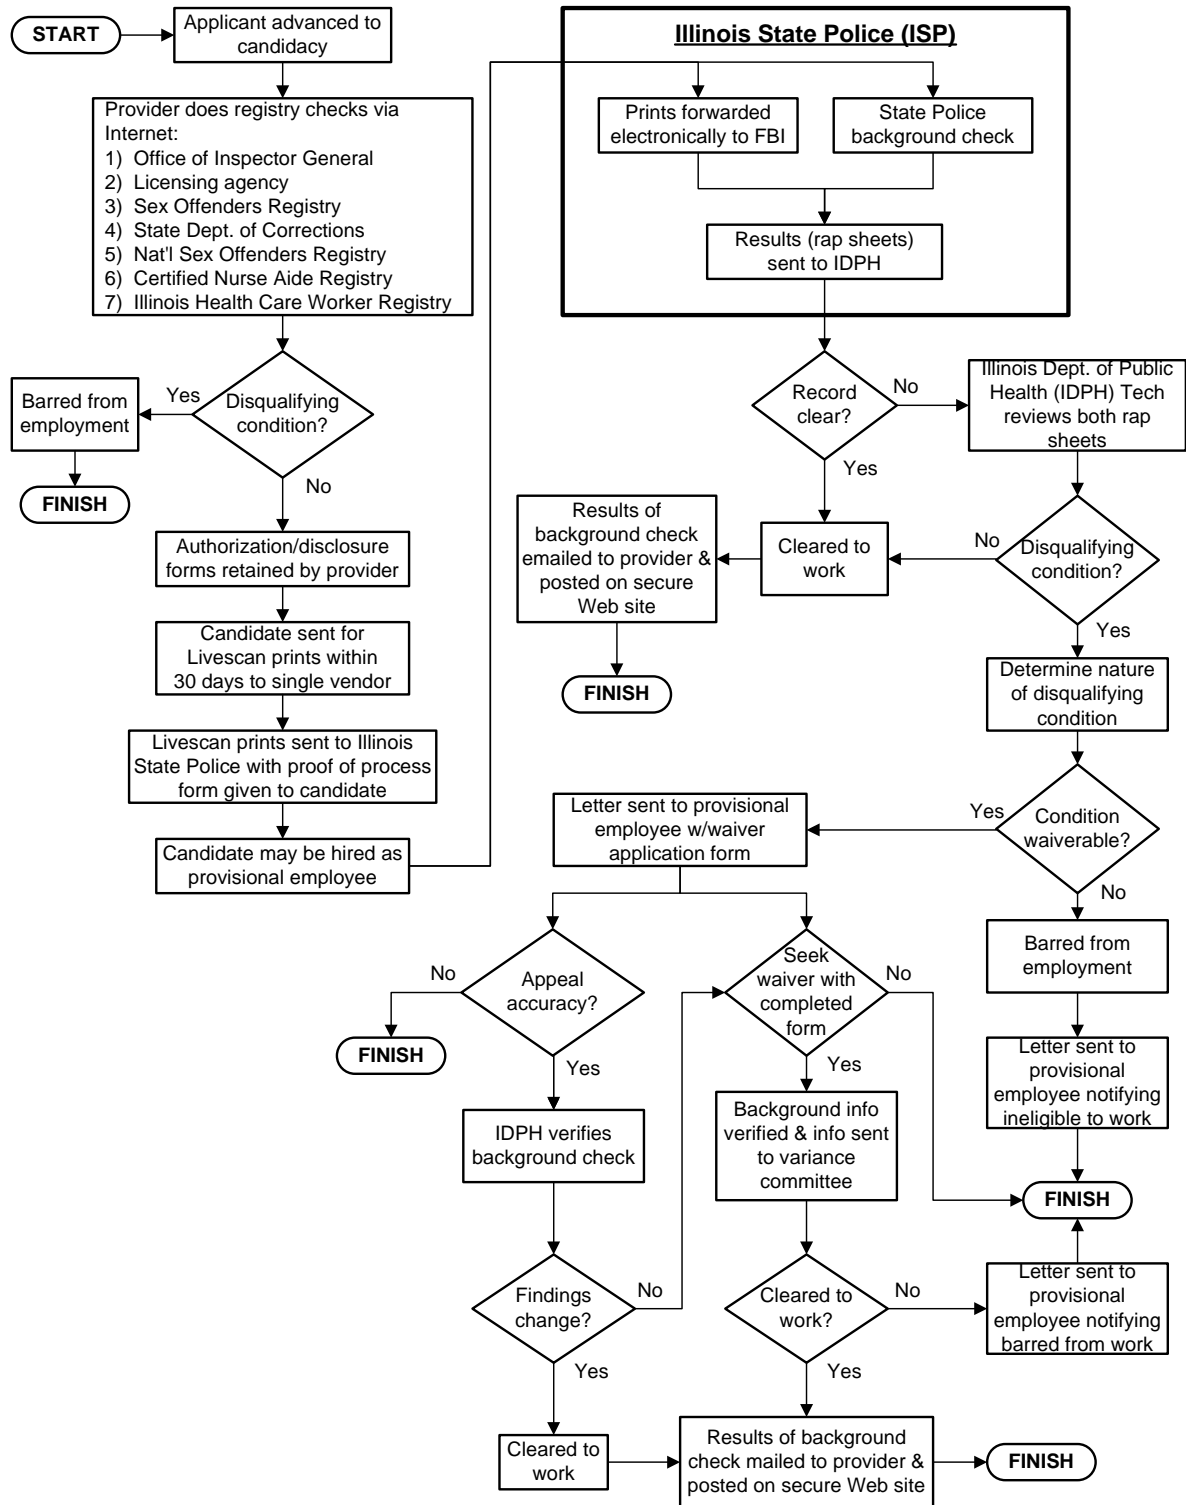 START
Applicant advanced to
candidacy
Provider does registry checks via
Internet:
1) Office of Inspector General
2) Licensing agency
3) Sex Offenders Registry
4) State Dept. of Corrections
5) Nat'l Sex Offenders Registry
6) Certified Nurse Aide Registry
7) Illinois Health Care Worker Registry
Disqualifying
condition?
Yes
Barred from
employment
FINISH
No
Authorization/disclosure
forms retained by provider
Candidate sent for
Livescan prints within
30 days to single vendor
Livescan prints sent to Illinois
State Police with proof of process
form given to candidate
Candidate may be hired as
provisional employee
Illinois State Police (ISP)
Prints forwarded
electronically to FBI
State Police
background check
Results (rap sheets)
sent to IDPH
Record
clear?
No
Illinois Dept. of Public
Health (IDPH) Tech
reviews both rap
sheets
Yes
Cleared to
work
Results of
background check
emailed to provider &
posted on secure
Web site
FINISH
No
Disqualifying
condition?
Yes
Determine nature
of disqualifying
condition
Condition
waiverable?
Yes
Letter sent to provisional
employee w/waiver
application form
No
Barred from
employment
Letter sent to
provisional
employee notifying
ineligible to work
FINISH
Appeal
accuracy?
No
FINISH
Yes
IDPH verifies
background check
Findings
change?
No
Yes
Cleared to
work
Seek
waiver with
completed
form
No
Yes
Background info
verified & info sent
to variance
committee
Cleared to
work?
No
Letter sent to
provisional
employee notifying
barred from work
Yes
Results of background
check mailed to provider &
posted on secure Web site
FINISH